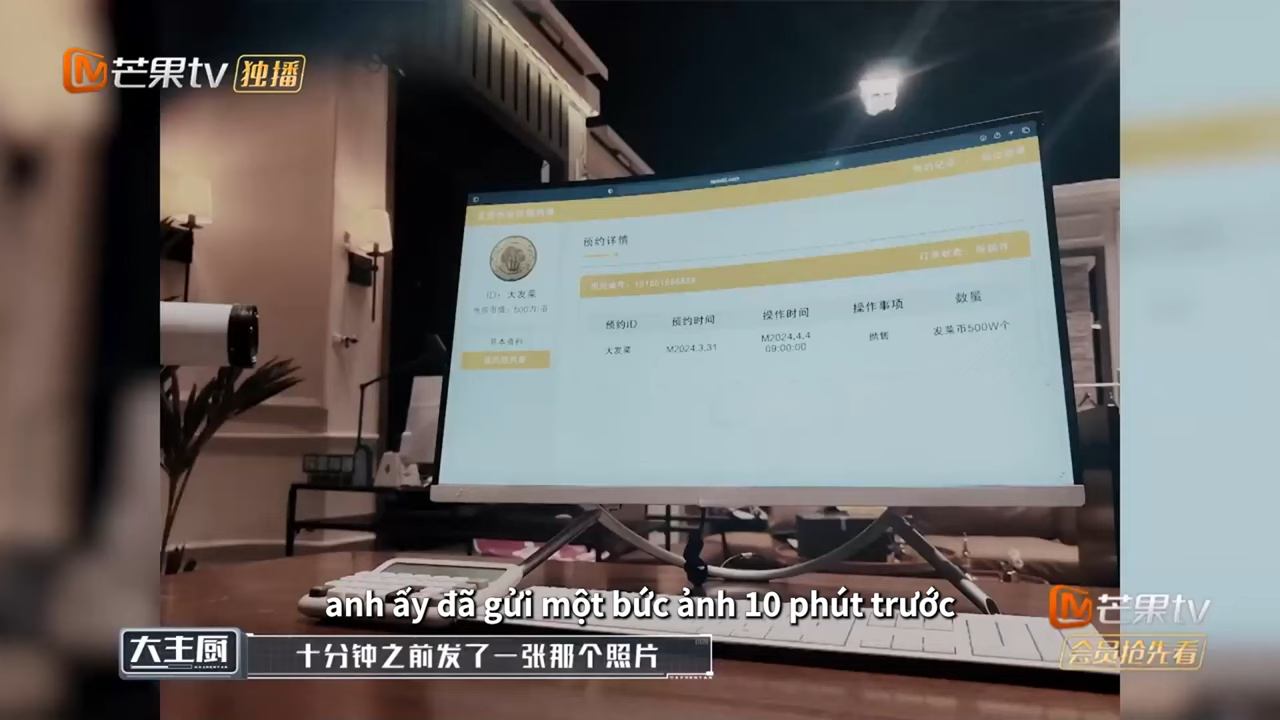 芒果tv 独播
预约详情
ID：大发菜
基本资料
预约ID 预约时间 操作时间 操作事项 数量
大发菜 M2024.3.31 M2024.4.4 09:00:00 抛售 发菜币500W个
anh ấy đã gửi một bức ảnh 10 phút trước
大主厨 十分钟之前发了一张那个照片
芒果tv
会员抢先看